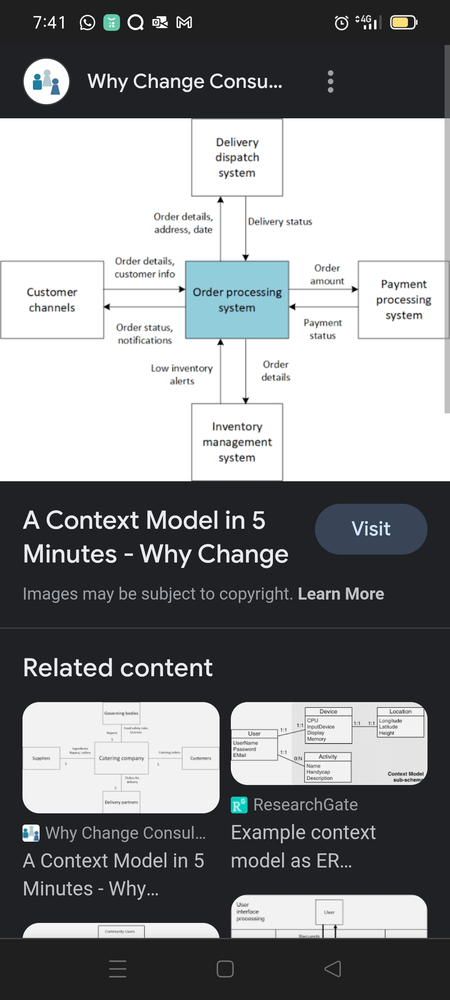 7:41
4G
Why Change Consu...
Delivery
dispatch
system
Order details,
address, date
Delivery status
Order details,
customer info
Order
amount
Customer
channels
Order processing
system
Payment
processing
system
Order status,
notifications
Payment
status
Low inventory
alerts
Order
details
Inventory
management
system
A Context Model in 5
Minutes - Why Change
Visit
Images may be subject to copyright. Learn More
Related content
Governing bodies
Reports
Food safety rules
Licenses
$
Ingredients
Napery, cutlery
Suppliers
$
Catering company
Catering orders
$
Customers
Orders for
delivery
$
Delivery partners
Why Change Consul...
A Context Model in 5
Minutes - Why...
Community Users
Device
CPU
InputDevice
Display
Memory
Location
Longitude
Latitude
Height
1:1
1:1
1:1
1:1
User
UserName
Password
EMail
1:1
0:N
Activity
Name
Handycap
Description
Context Model
sub-schema
RG ResearchGate
Example context
model as ER...
User
interface
processing
User
Requests